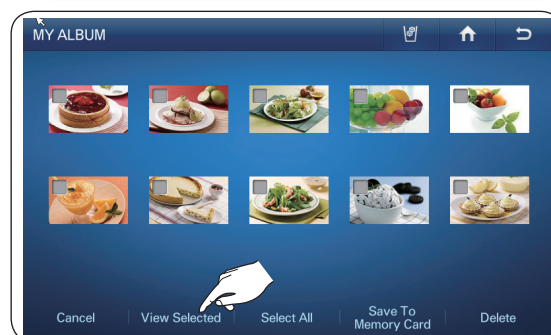 MY ALBUM
Cancel
View Selected
Select All
Save To
Memory Card
Delete